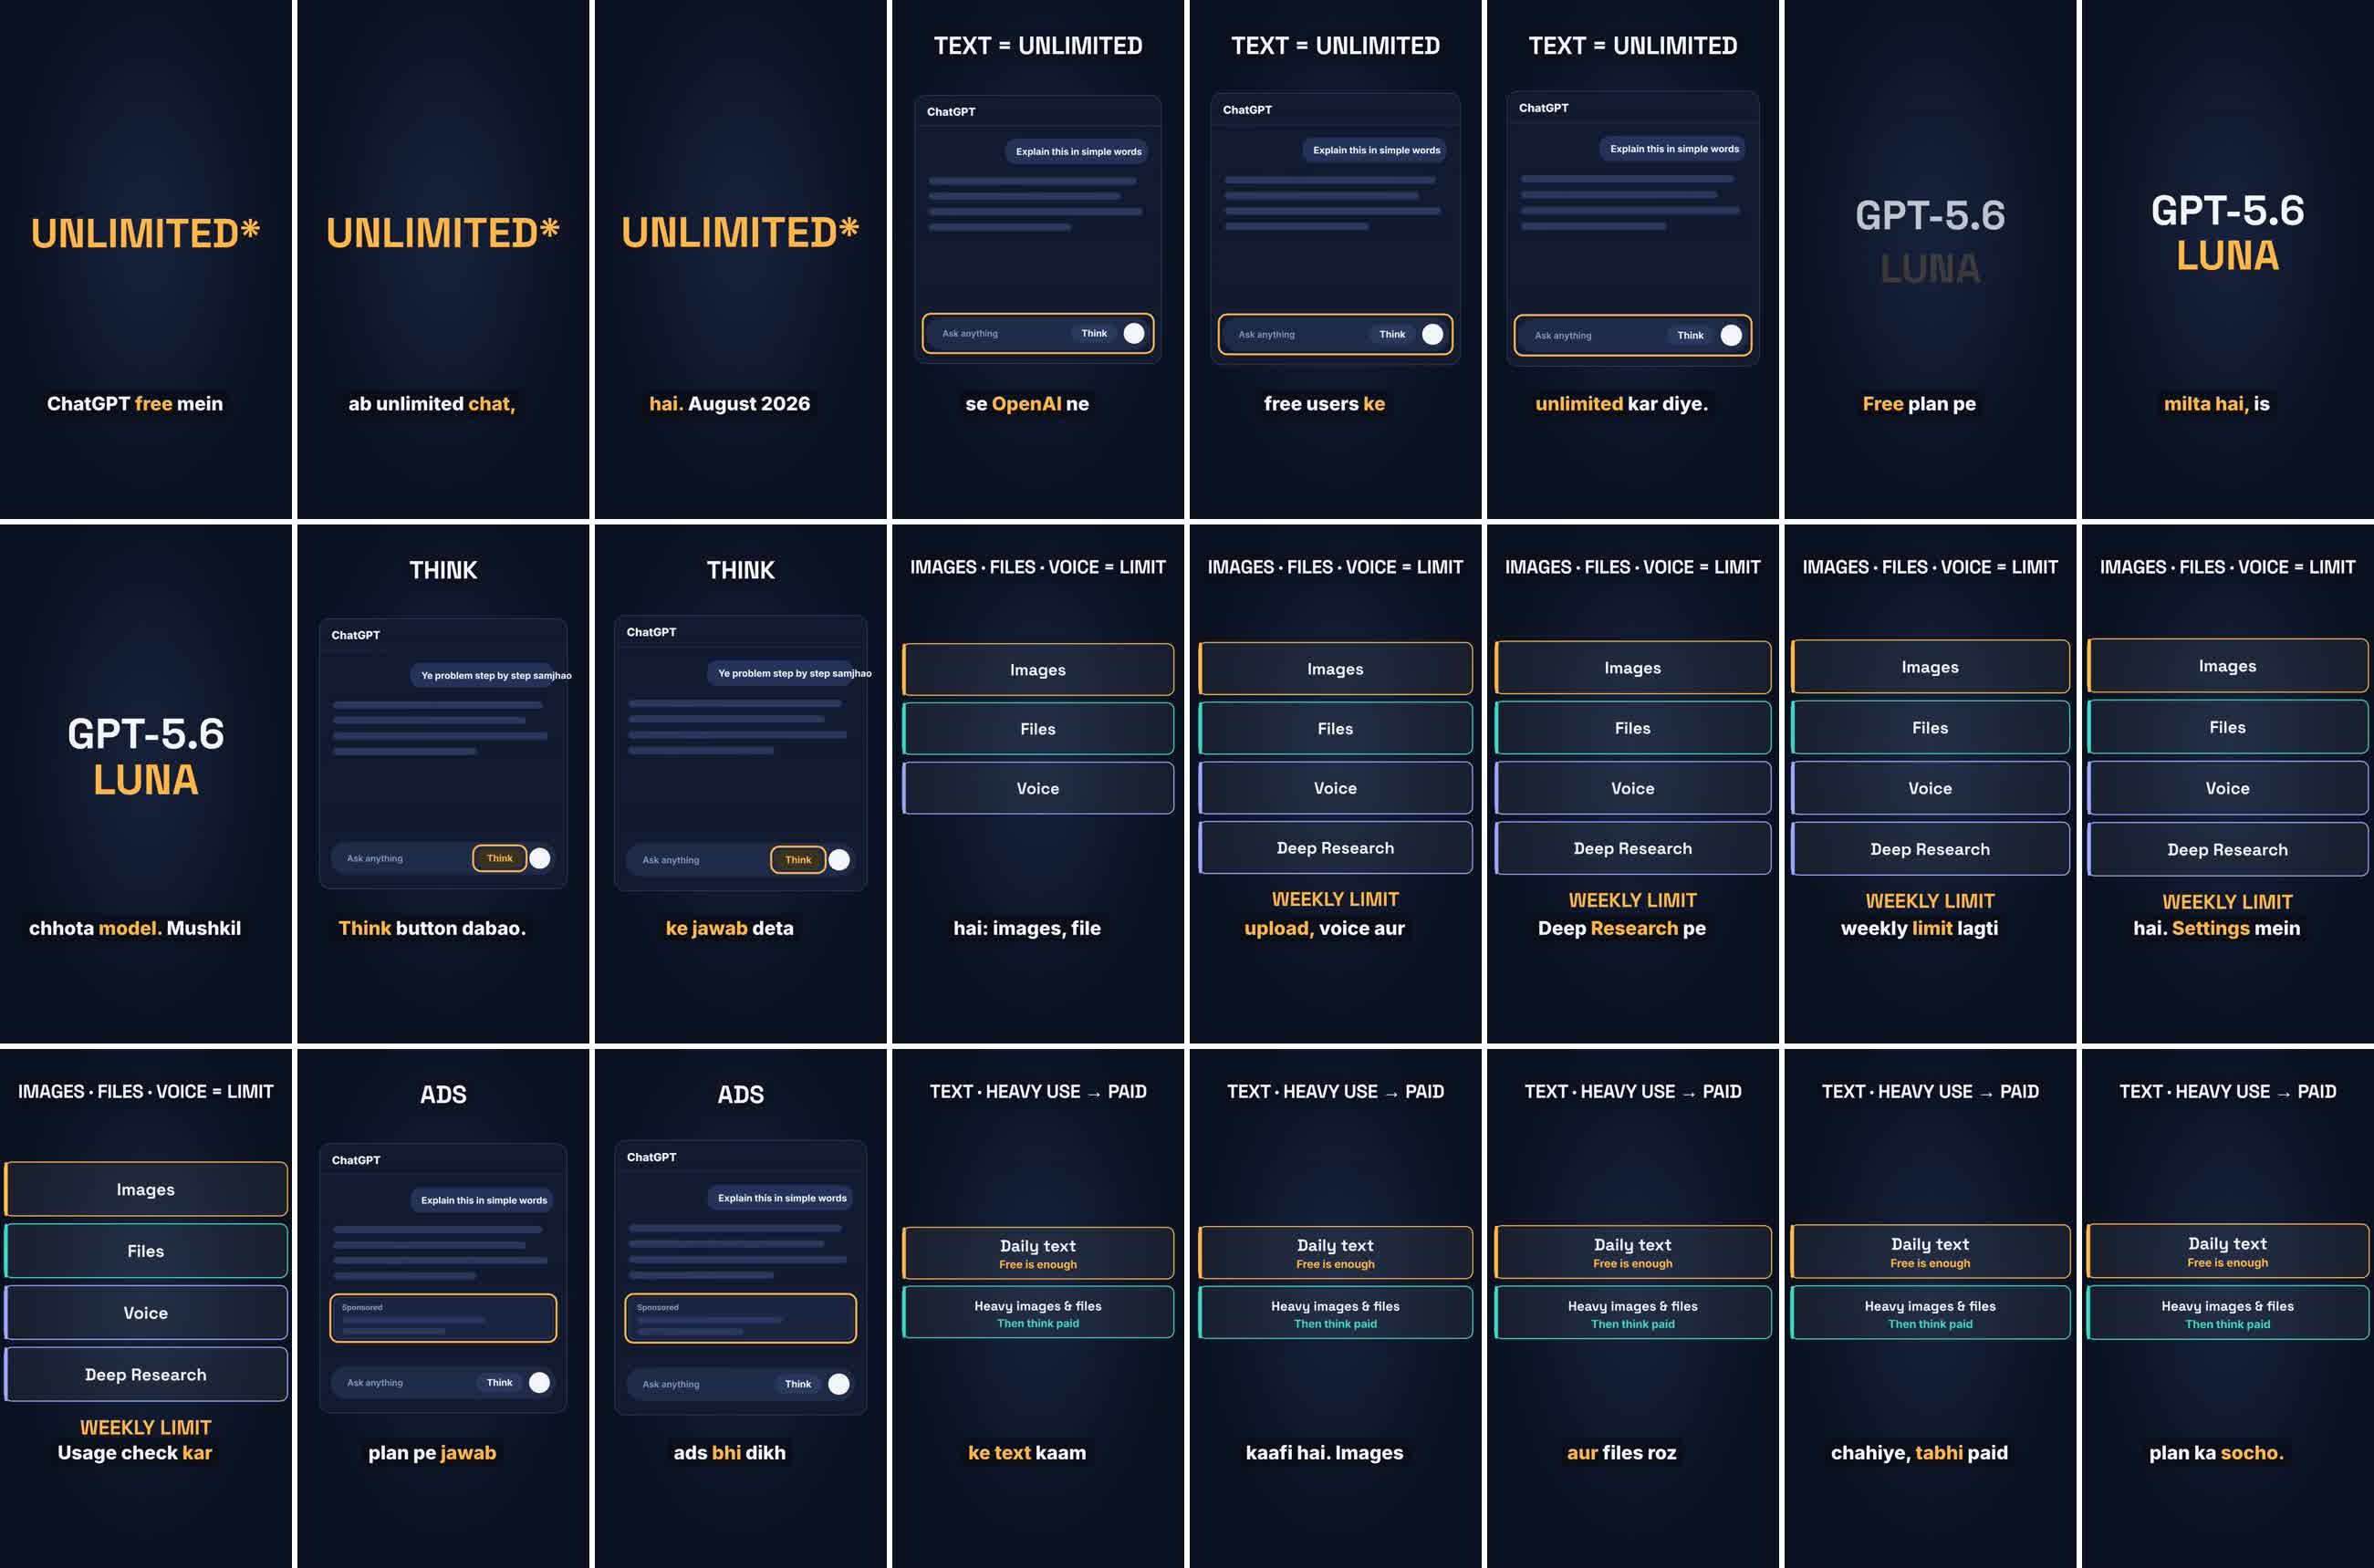 UNLIMITED*
ChatGPT free mein
UNLIMITED*
ab unlimited chat,
UNLIMITED*
hai. August 2026
TEXT = UNLIMITED
ChatGPT
Explain this in simple words
Ask anything
Think
se OpenAI ne
TEXT = UNLIMITED
ChatGPT
Explain this in simple words
Ask anything
Think
free users ke
TEXT = UNLIMITED
ChatGPT
Explain this in simple words
Ask anything
Think
unlimited kar diye.
GPT-5.6
LUNA
Free plan pe
GPT-5.6
LUNA
milta hai, is
GPT-5.6
LUNA
chhota model. Mushkil
THINK
ChatGPT
Ye problem step by step samjhao
Ask anything
Think
Think button dabao.
THINK
ChatGPT
Ye problem step by step samjhao
Ask anything
Think
ke jawab deta
IMAGES · FILES · VOICE = LIMIT
Images
Files
Voice
hai: images, file
IMAGES · FILES · VOICE = LIMIT
Images
Files
Voice
Deep Research
WEEKLY LIMIT
upload, voice aur
IMAGES · FILES · VOICE = LIMIT
Images
Files
Voice
Deep Research
WEEKLY LIMIT
Deep Research pe
IMAGES · FILES · VOICE = LIMIT
Images
Files
Voice
Deep Research
WEEKLY LIMIT
weekly limit lagti
IMAGES · FILES · VOICE = LIMIT
Images
Files
Voice
Deep Research
WEEKLY LIMIT
hai. Settings mein
IMAGES · FILES · VOICE = LIMIT
Images
Files
Voice
Deep Research
WEEKLY LIMIT
Usage check kar
ADS
ChatGPT
Explain this in simple words
Sponsored
Ask anything
Think
plan pe jawab
ADS
ChatGPT
Explain this in simple words
Sponsored
Ask anything
Think
ads bhi dikh
TEXT · HEAVY USE → PAID
Daily text
Free is enough
Heavy images & files
Then think paid
ke text kaam
TEXT · HEAVY USE → PAID
Daily text
Free is enough
Heavy images & files
Then think paid
kaafi hai. Images
TEXT · HEAVY USE → PAID
Daily text
Free is enough
Heavy images & files
Then think paid
aur files roz
TEXT · HEAVY USE → PAID
Daily text
Free is enough
Heavy images & files
Then think paid
chahiye, tabhi paid
TEXT · HEAVY USE → PAID
Daily text
Free is enough
Heavy images & files
Then think paid
plan ka socho.